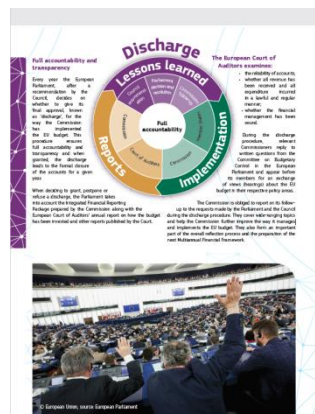 Discharge
Full accountability and
transparency
Every year the European
Parliament, after a
recommendation by the
Council, decides on
whether to give its
final approval, known
as 'discharge', for the
way the Commission
has implemented
the EU budget. This
procedure ensures
full accountability and
transparency and when
granted, the discharge
leads to the formal closure
of the accounts for a given
year.
When deciding to grant, postpone or
refuse a discharge, the Parliament takes
into account the Integrated Financial Reporting
Package prepared by the Commission along with the
European Court of Auditors' annual report on how the budget
has been invested and other reports published by the Court.
Lessons learned
Implementation
Reports
Full
accountability
Commission
Court of Auditors
Commission
The European Court of
Auditors examines:
• the reliability of accounts,
• whether all revenue has
been received and all
expenditure incurred
in a lawful and regular
manner;
• whether the financial
management has been
sound.
During the discharge
procedure, relevant
Commissioners reply to
written questions from the
Committee on Budgetary
Control in the European
Parliament and appear before
its members for an exchange
of views (hearings) about the EU
budget in their respective policy areas.
The Commission is obliged to report on its follow-
up to the requests made by the Parliament and the Council
during the discharge procedure. They cover wide-ranging topics
and help the Commission further improve the way it manages
and implements the EU budget. They also form an important
part of the overall reflection process and the preparation of the
next Multiannual Financial Framework.
© European Union, source: European Parliament